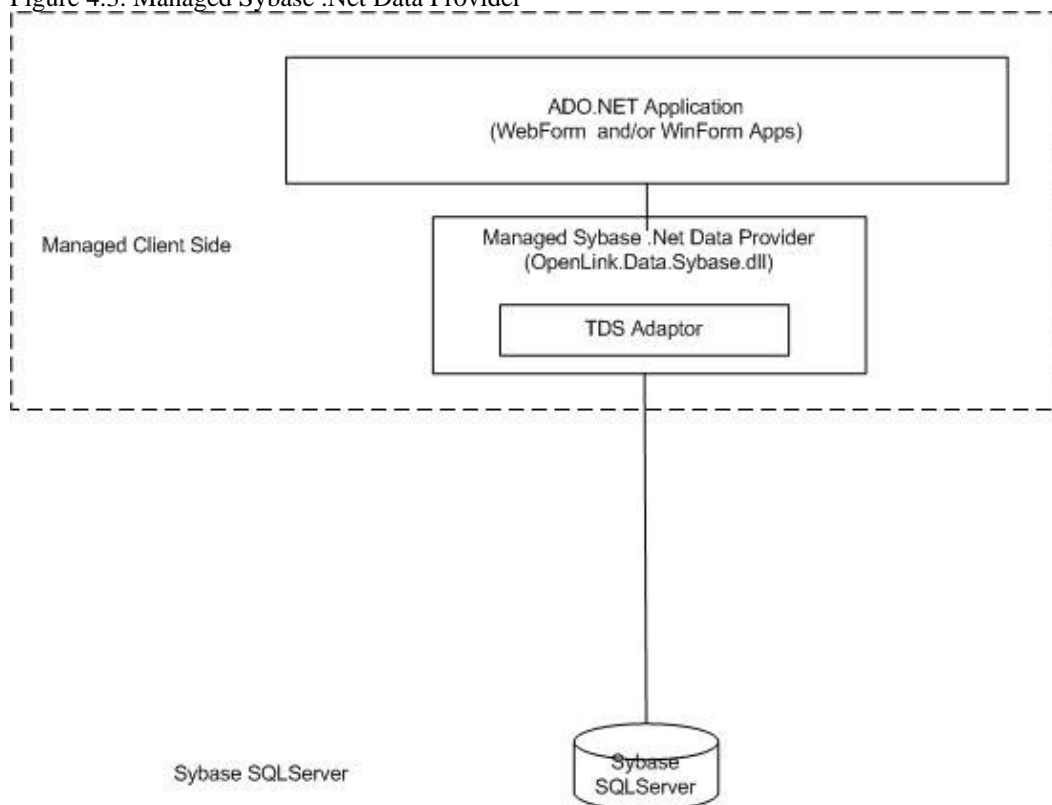 Figure 4.3. Managed Sybase .Net Data Provider
ADO.NET Application
(WebForm and/or WinForm Apps)
Managed Client Side
Managed Sybase .Net Data Provider
(OpenLink.Data.Sybase.dll)
TDS Adaptor
Sybase SQLServer
Sybase
SQLServer